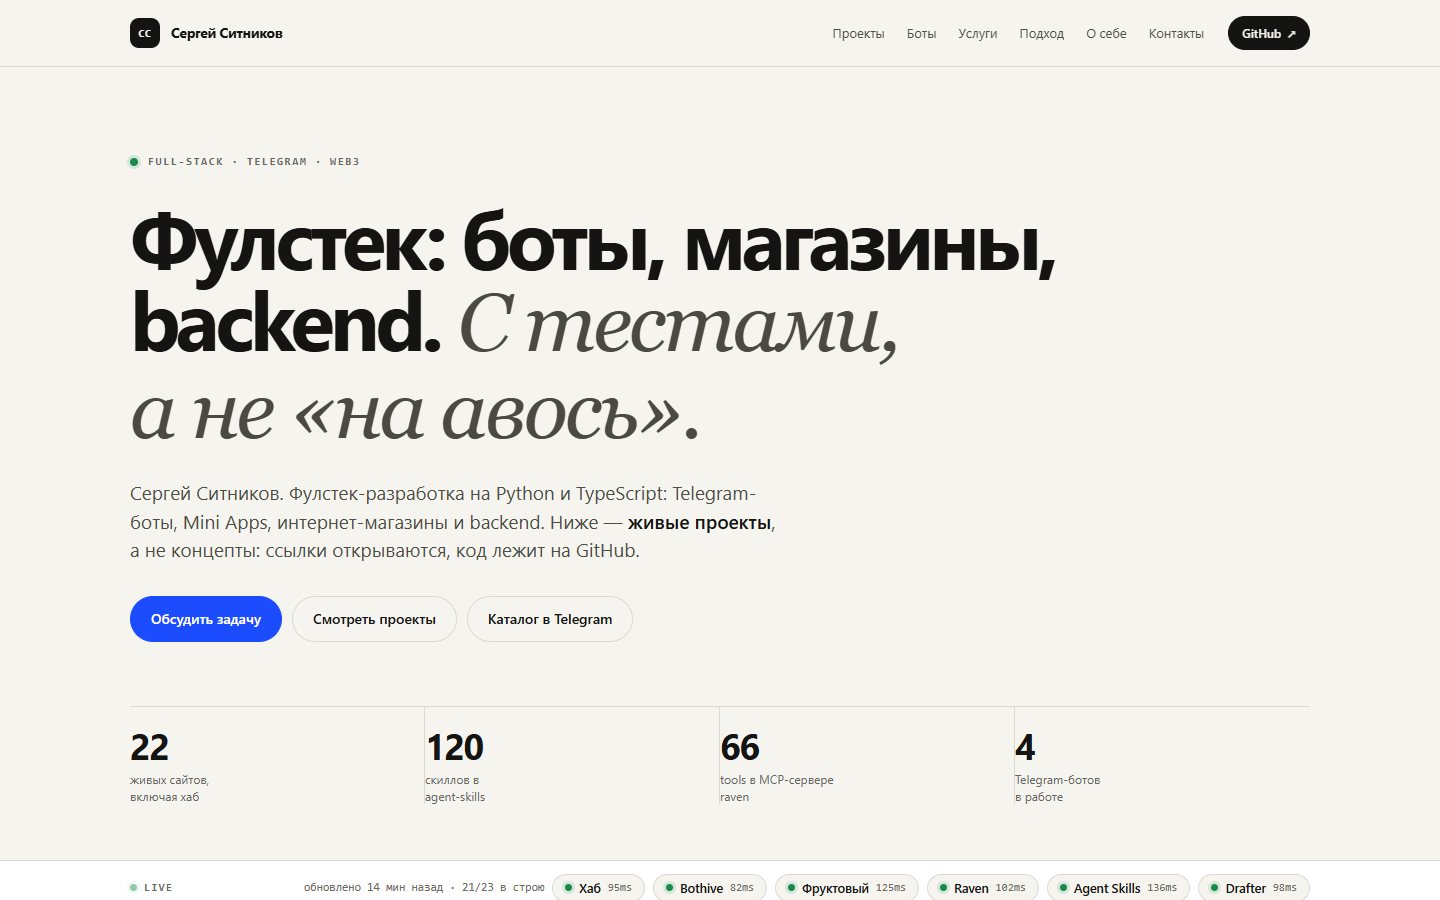 СС Сергей Ситников Проекты Боты Услуги Подход О себе Контакты GitHub ↗
FULL-STACK · TELEGRAM · WEB3
Фулстек: боты, магазины,
backend. С тестами,
а не «на авось».
Сергей Ситников. Фулстек-разработка на Python и TypeScript: Telegram-
боты, Mini Apps, интернет-магазины и backend. Ниже — живые проекты,
а не концепты: ссылки открываются, код лежит на GitHub.
Обсудить задачу Смотреть проекты Каталог в Telegram
22
живых сайтов,
включая хаб
120
скиллов в
agent-skills
66
tools в MCP-сервере
raven
4
Telegram-ботов
в работе
LIVE обновлено 14 мин назад · 21/23 в строю Хаб 95ms Bothive 82ms Фруктовый 125ms Raven 102ms Agent Skills 136ms Drafter 98ms